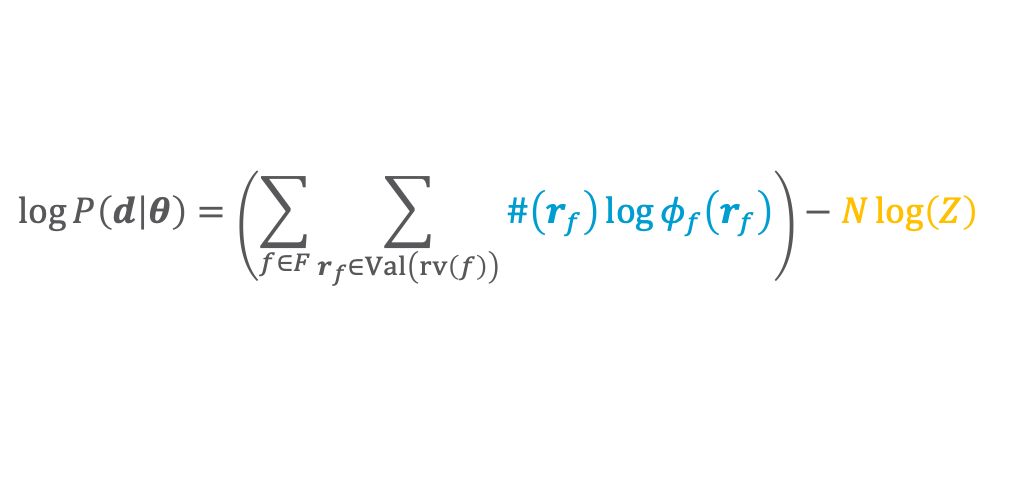 log P(d|θ) = (∑_{f∈F} ∑_{r_f∈Val(rv(f))} #(r_f) log ϕ_f(r_f)) − N log(Z)